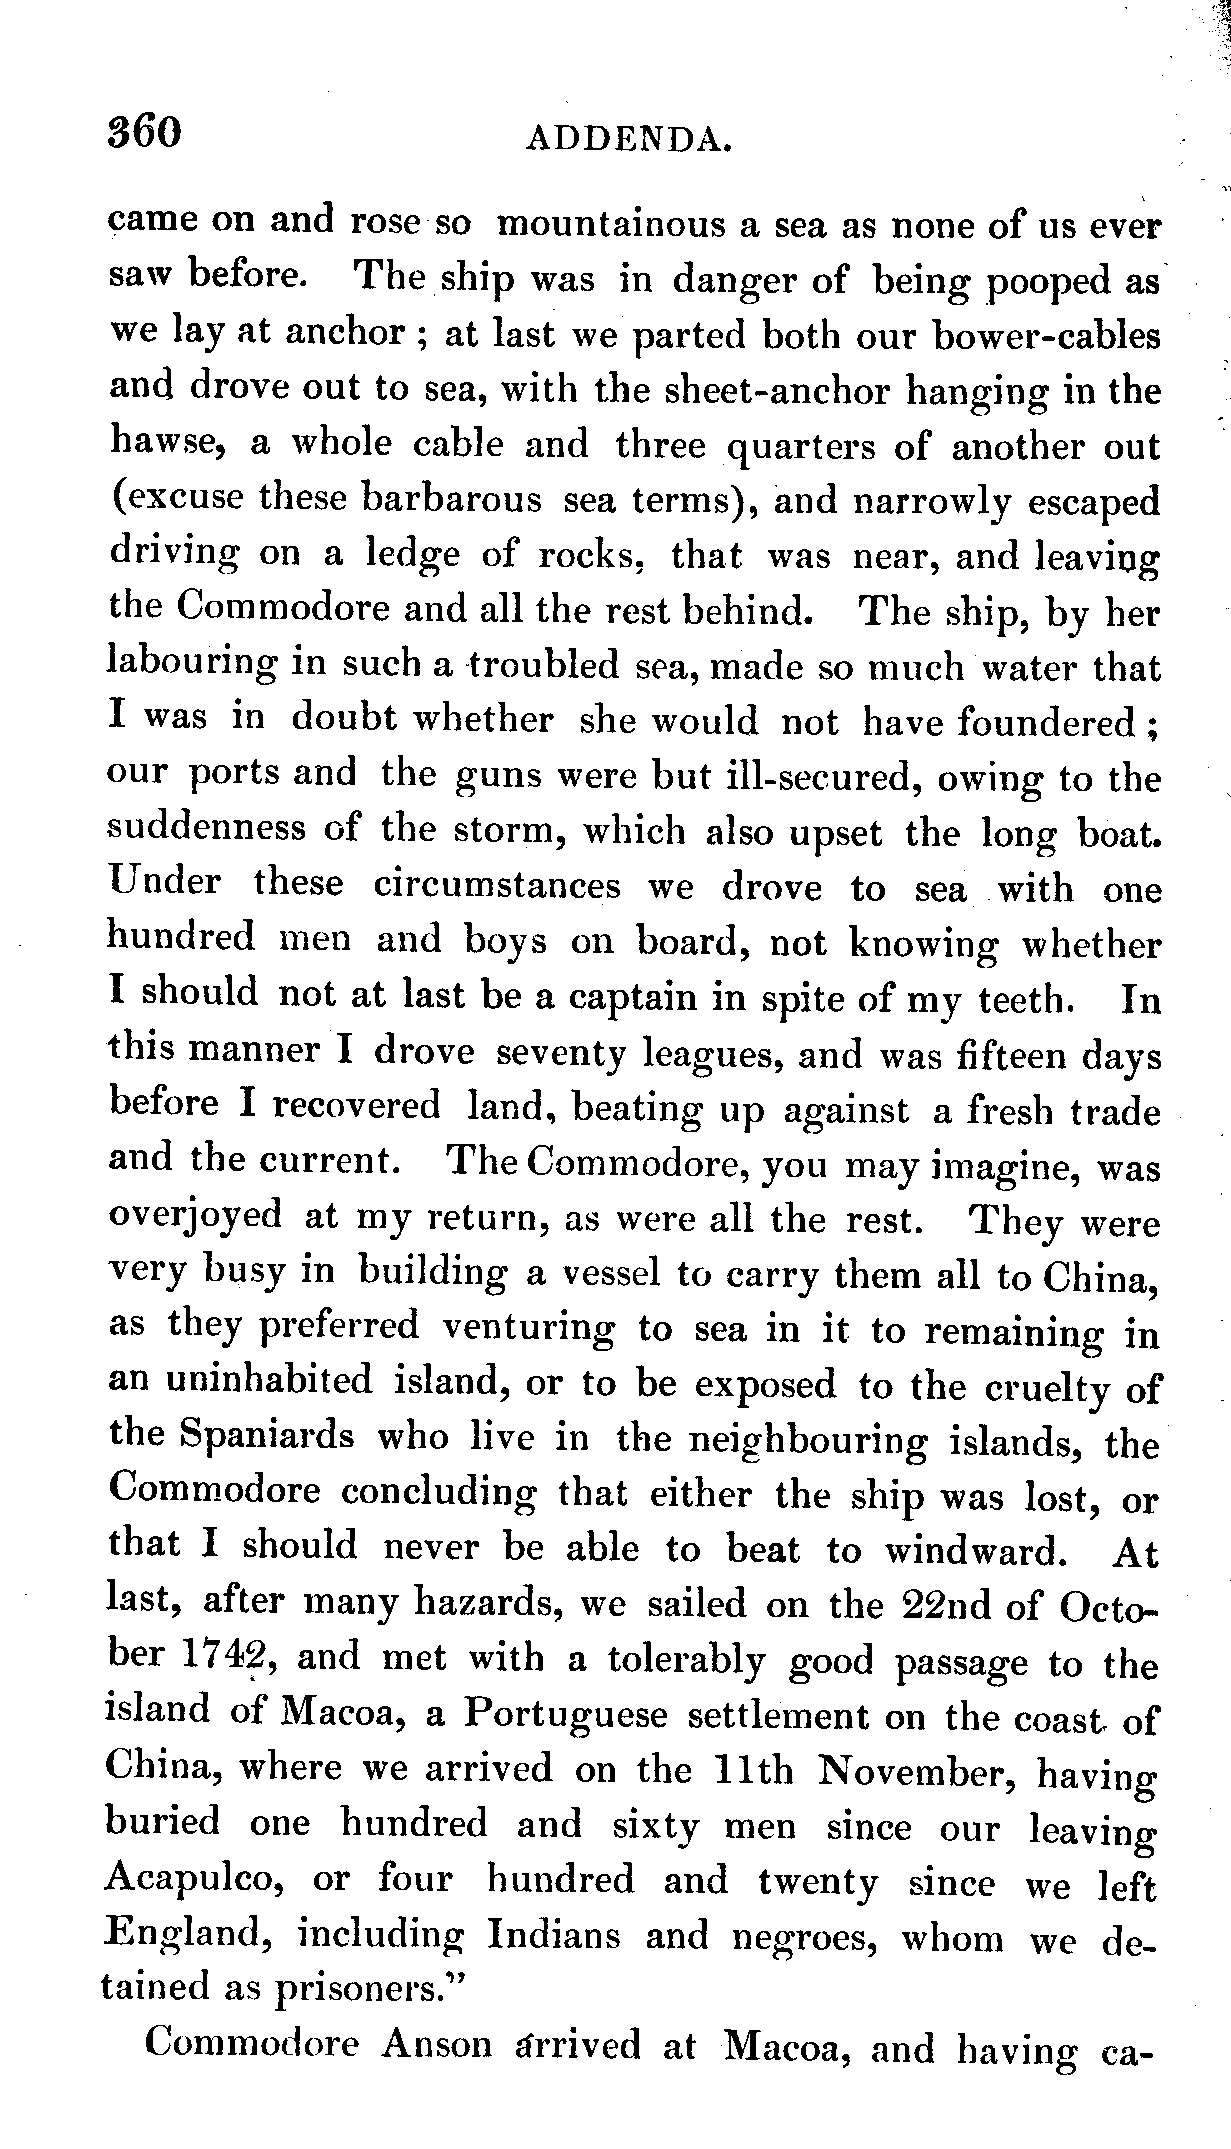 360 ADDENDA.
came on and rose so mountainous a sea as none of us ever
saw before. The ship was in danger of being pooped as
we lay at anchor ; at last we parted both our bower-cables
and drove out to sea, with the sheet-anchor hanging in the
hawse, a whole cable and three quarters of another out
(excuse these barbarous sea terms), and narrowly escaped
driving on a ledge of rocks, that was near, and leaving
the Commodore and all the rest behind. The ship, by her
labouring in such a troubled sea, made so much water that
I was in doubt whether she would not have foundered ;
our ports and the guns were but ill-secured, owing to the
suddenness of the storm, which also upset the long boat.
Under these circumstances we drove to sea with one
hundred men and boys on board, not knowing whether
I should not at last be a captain in spite of my teeth. In
this manner I drove seventy leagues, and was fifteen days
before I recovered land, beating up against a fresh trade
and the current. The Commodore, you may imagine, was
overjoyed at my return, as were all the rest. They were
very busy in building a vessel to carry them all to China,
as they preferred venturing to sea in it to remaining in
an uninhabited island, or to be exposed to the cruelty of
the Spaniards who live in the neighbouring islands, the
Commodore concluding that either the ship was lost, or
that I should never be able to beat to windward. At
last, after many hazards, we sailed on the 22nd of Octo-
ber 1742, and met with a tolerably good passage to the
island of Macoa, a Portuguese settlement on the coast of
China, where we arrived on the 11th November, having
buried one hundred and sixty men since our leaving
Acapulco, or four hundred and twenty since we left
England, including Indians and negroes, whom we de-
tained as prisoners."
Commodore Anson arrived at Macoa, and having ca-